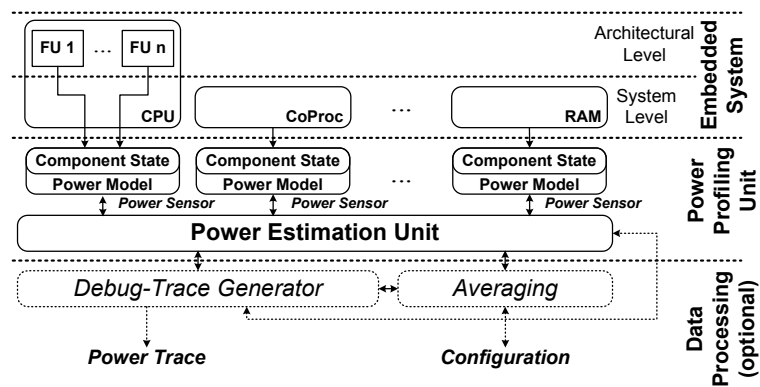 FU 1 ... FU n
Architectural
Level
CPU
CoProc
...
RAM
System
Level
Embedded
System
Component State
Power Model
Component State
Power Model
...
Component State
Power Model
Power Sensor
Power Sensor
Power Sensor
Power Estimation Unit
Power
Profiling
Unit
Debug-Trace Generator
Averaging
Power Trace
Configuration
Data
Processing
(optional)